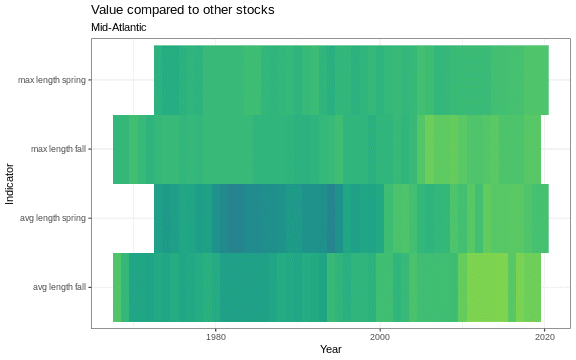 Value compared to other stocks
Mid-Atlantic
max length spring
max length fall
avg length spring
avg length fall
Indicator
1980
2000
2020
Year